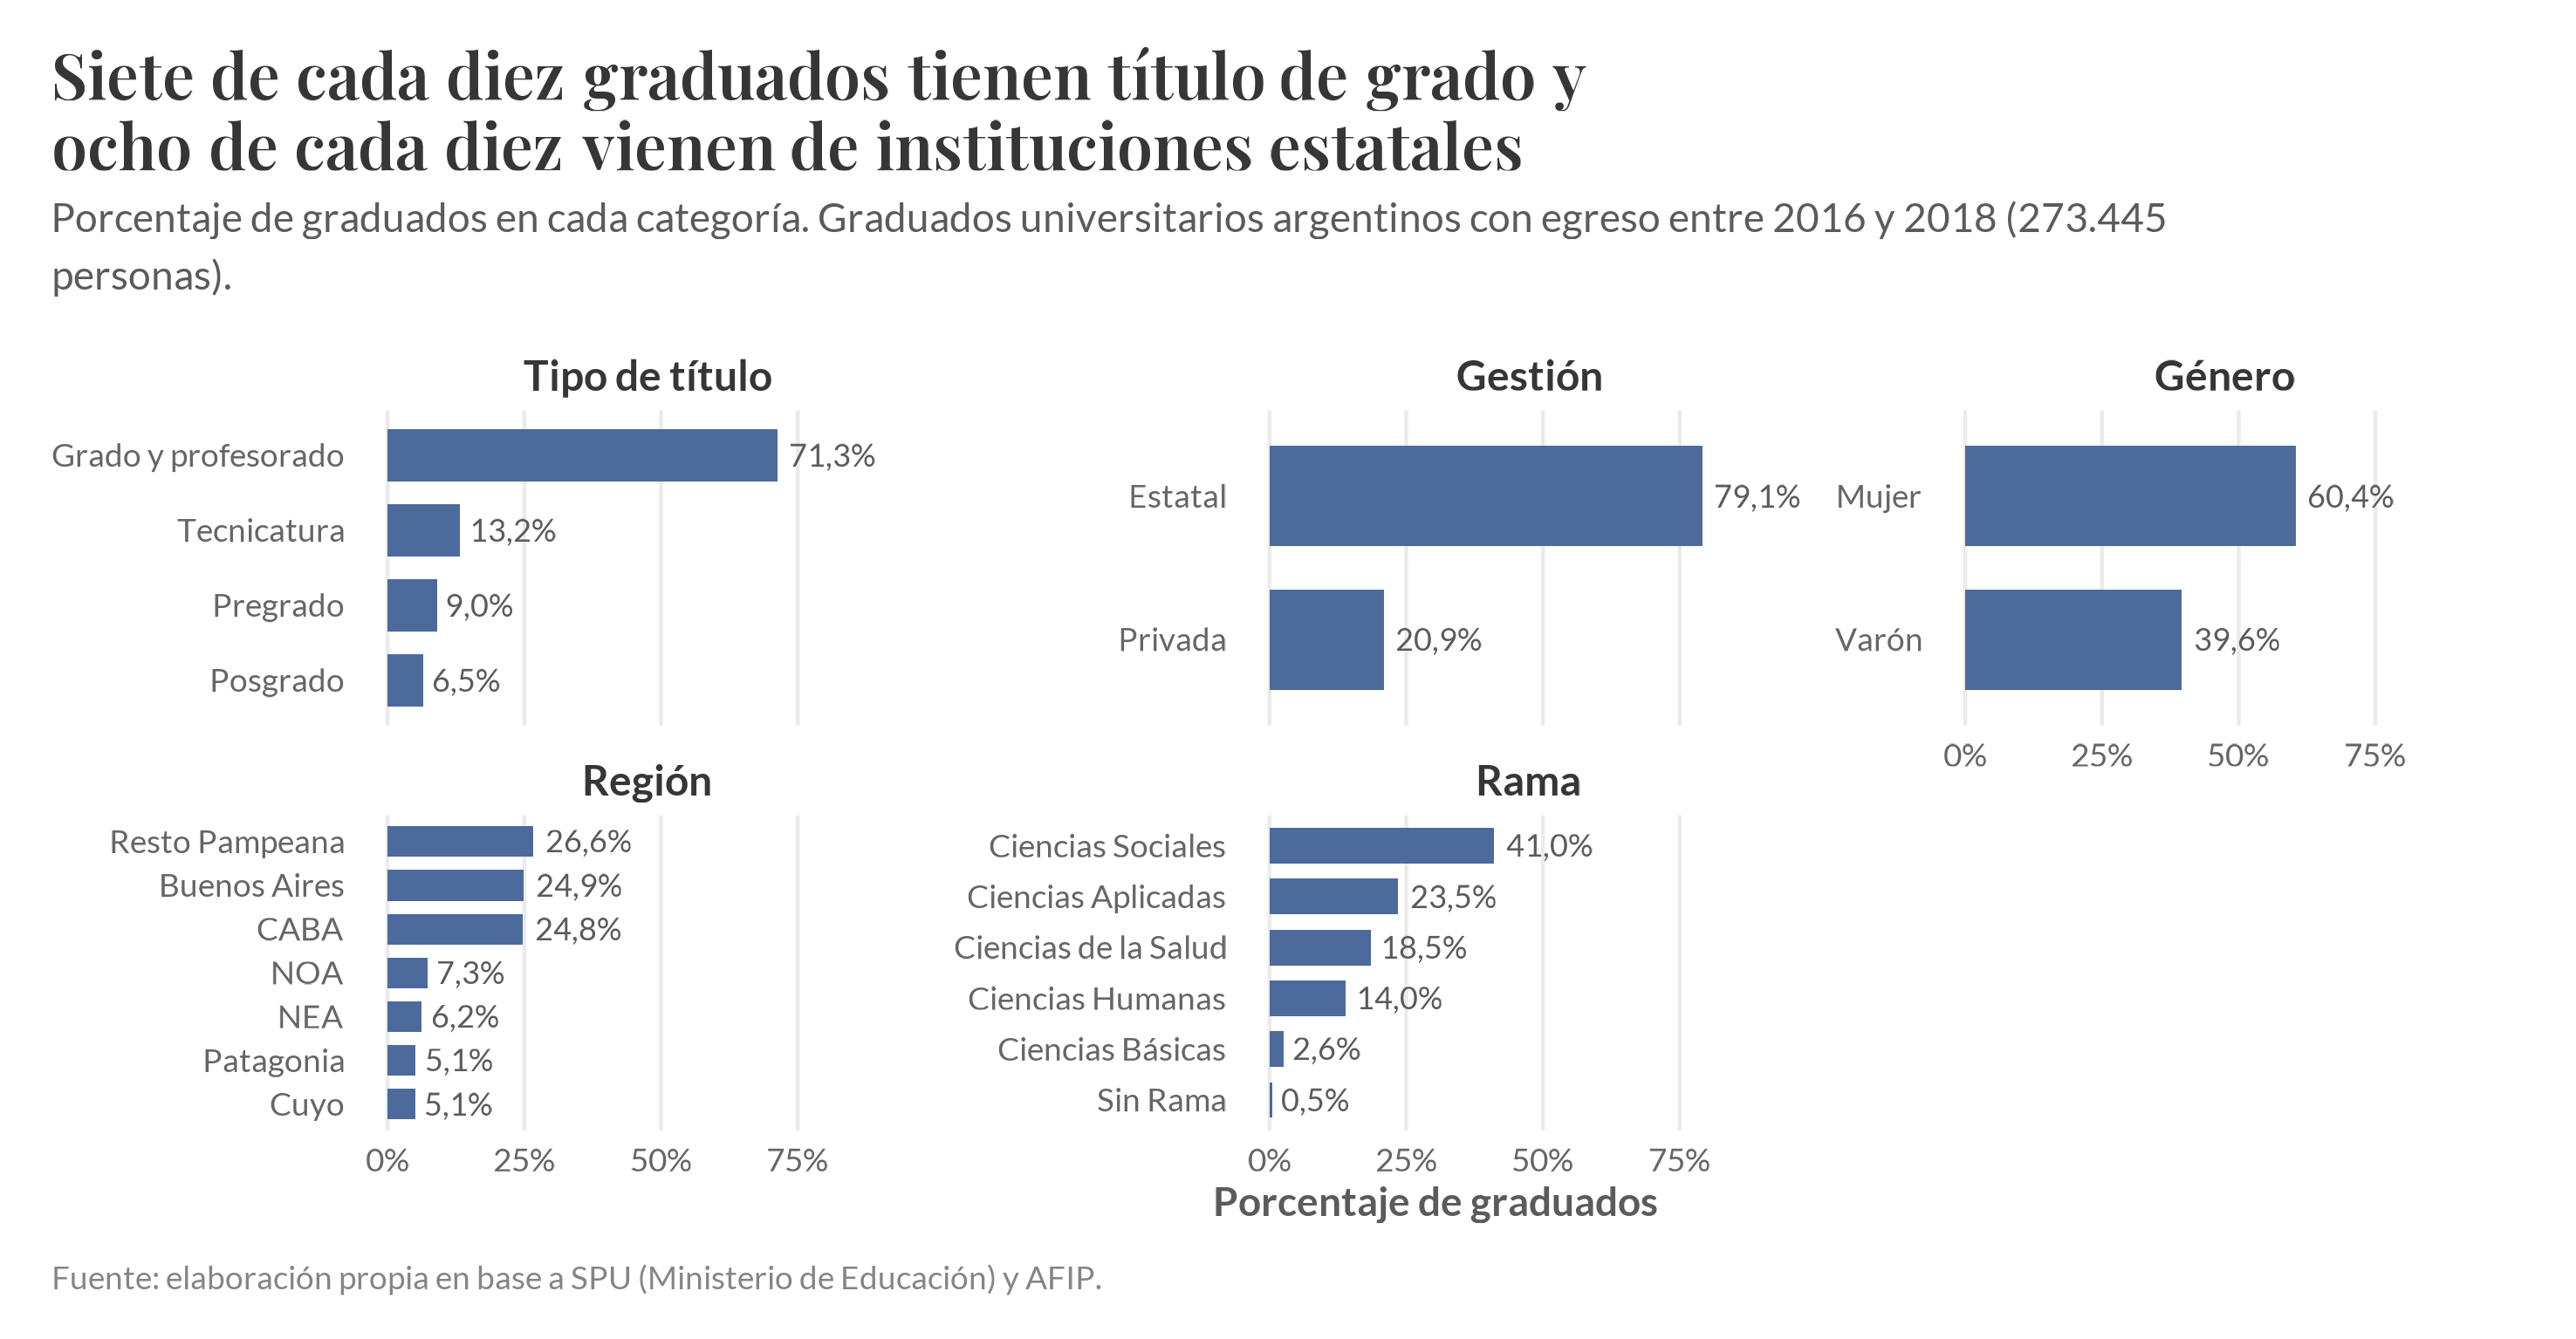 Siete de cada diez graduados tienen título de grado y
ocho de cada diez vienen de instituciones estatales
Porcentaje de graduados en cada categoría. Graduados universitarios argentinos con egreso entre 2016 y 2018 (273.445
personas).
Tipo de título
Grado y profesorado 71,3%
Tecnicatura 13,2%
Pregrado 9,0%
Posgrado 6,5%
Gestión
Estatal 79,1%
Privada 20,9%
Género
Mujer 60,4%
Varón 39,6%
0% 25% 50% 75%
Región
Resto Pampeana 26,6%
Buenos Aires 24,9%
CABA 24,8%
NOA 7,3%
NEA 6,2%
Patagonia 5,1%
Cuyo 5,1%
0% 25% 50% 75%
Rama
Ciencias Sociales 41,0%
Ciencias Aplicadas 23,5%
Ciencias de la Salud 18,5%
Ciencias Humanas 14,0%
Ciencias Básicas 2,6%
Sin Rama 0,5%
0% 25% 50% 75%
Porcentaje de graduados
Fuente: elaboración propia en base a SPU (Ministerio de Educación) y AFIP.